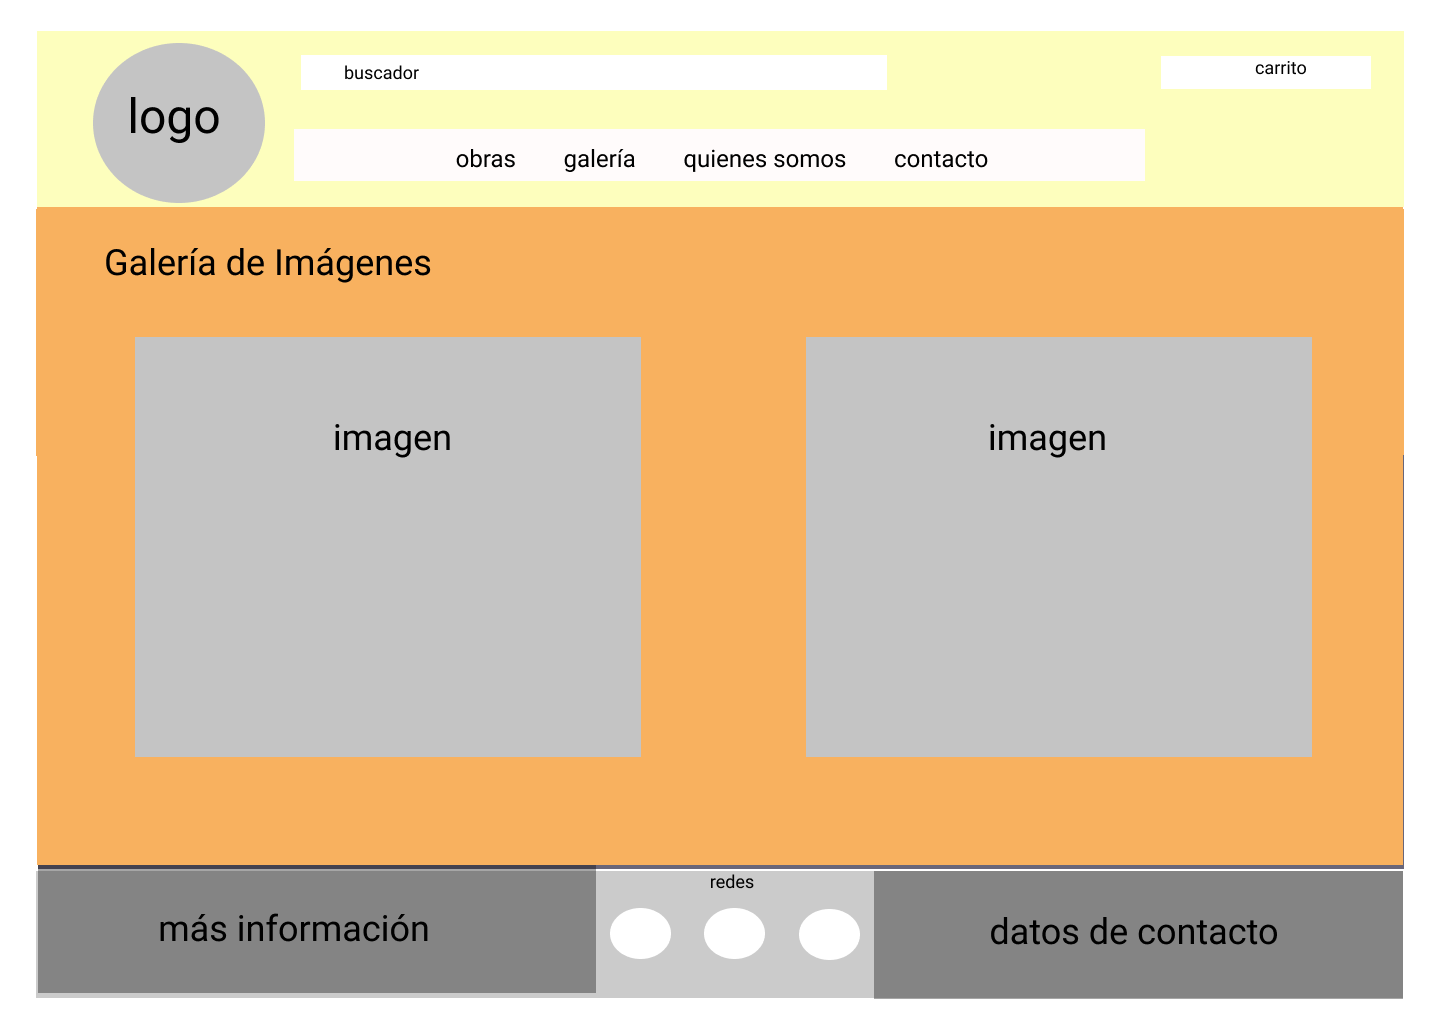 logo
buscador
carrito
obras galería quienes somos contacto
Galería de Imágenes
imagen
imagen
redes
más información
datos de contacto